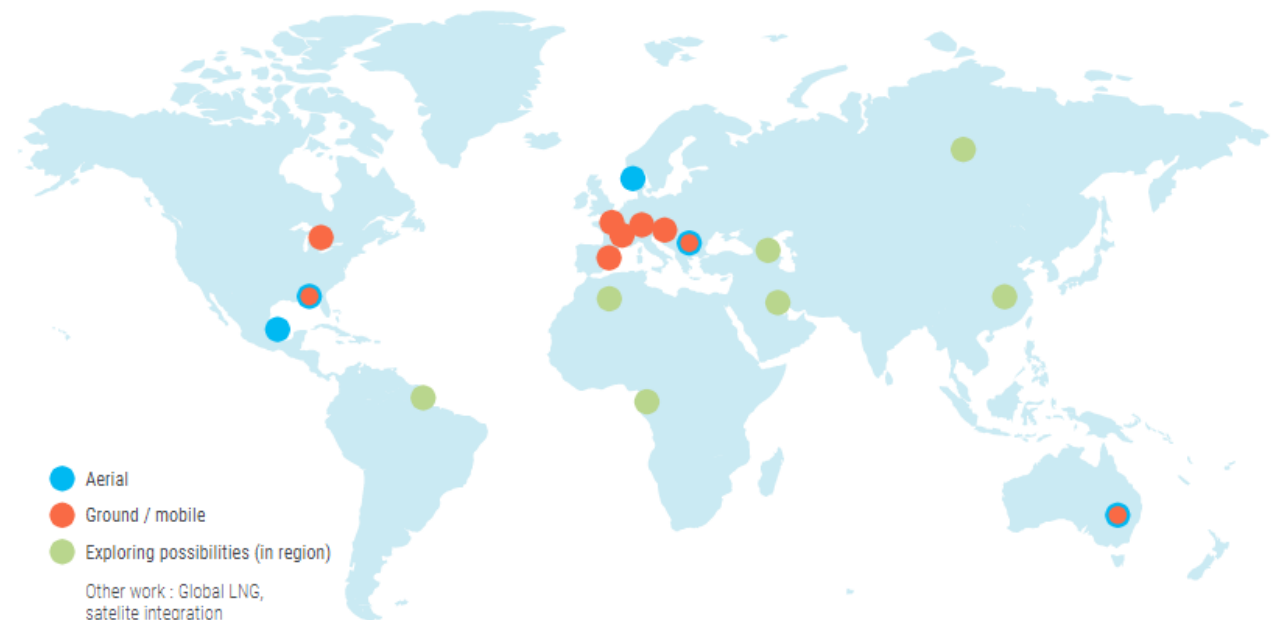 Aerial
Ground / mobile
Exploring possibilities (in region)
Other work : Global LNG,
satelite integration